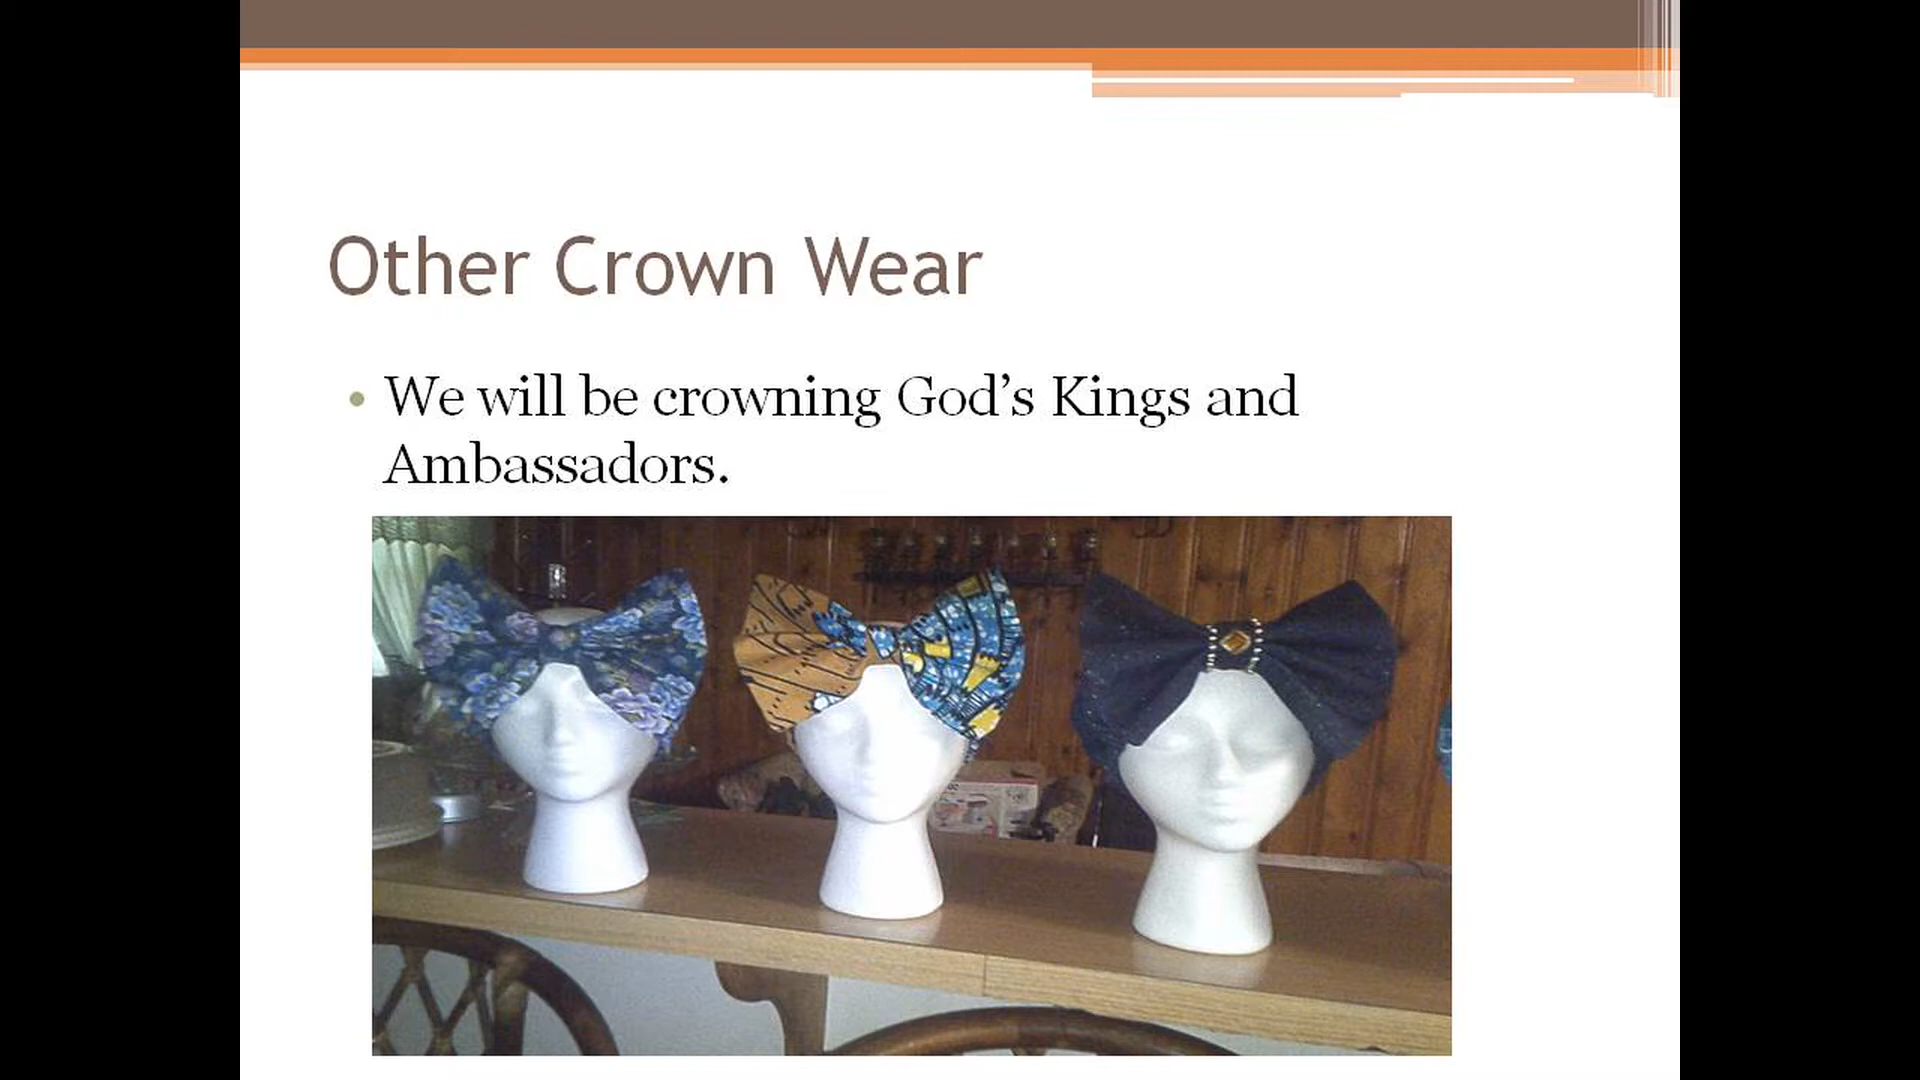 Other Crown Wear
• We will be crowning God’s Kings and
Ambassadors.